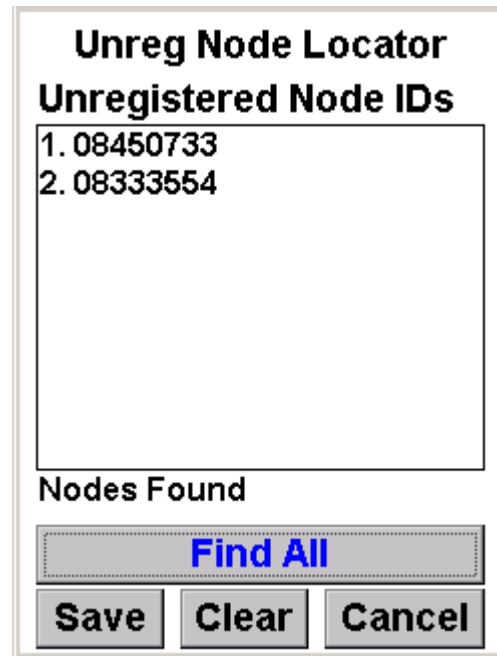 Unreg Node Locator
Unregistered Node IDs
1. 08450733
2. 08333554
Nodes Found
Find All
Save Clear Cancel